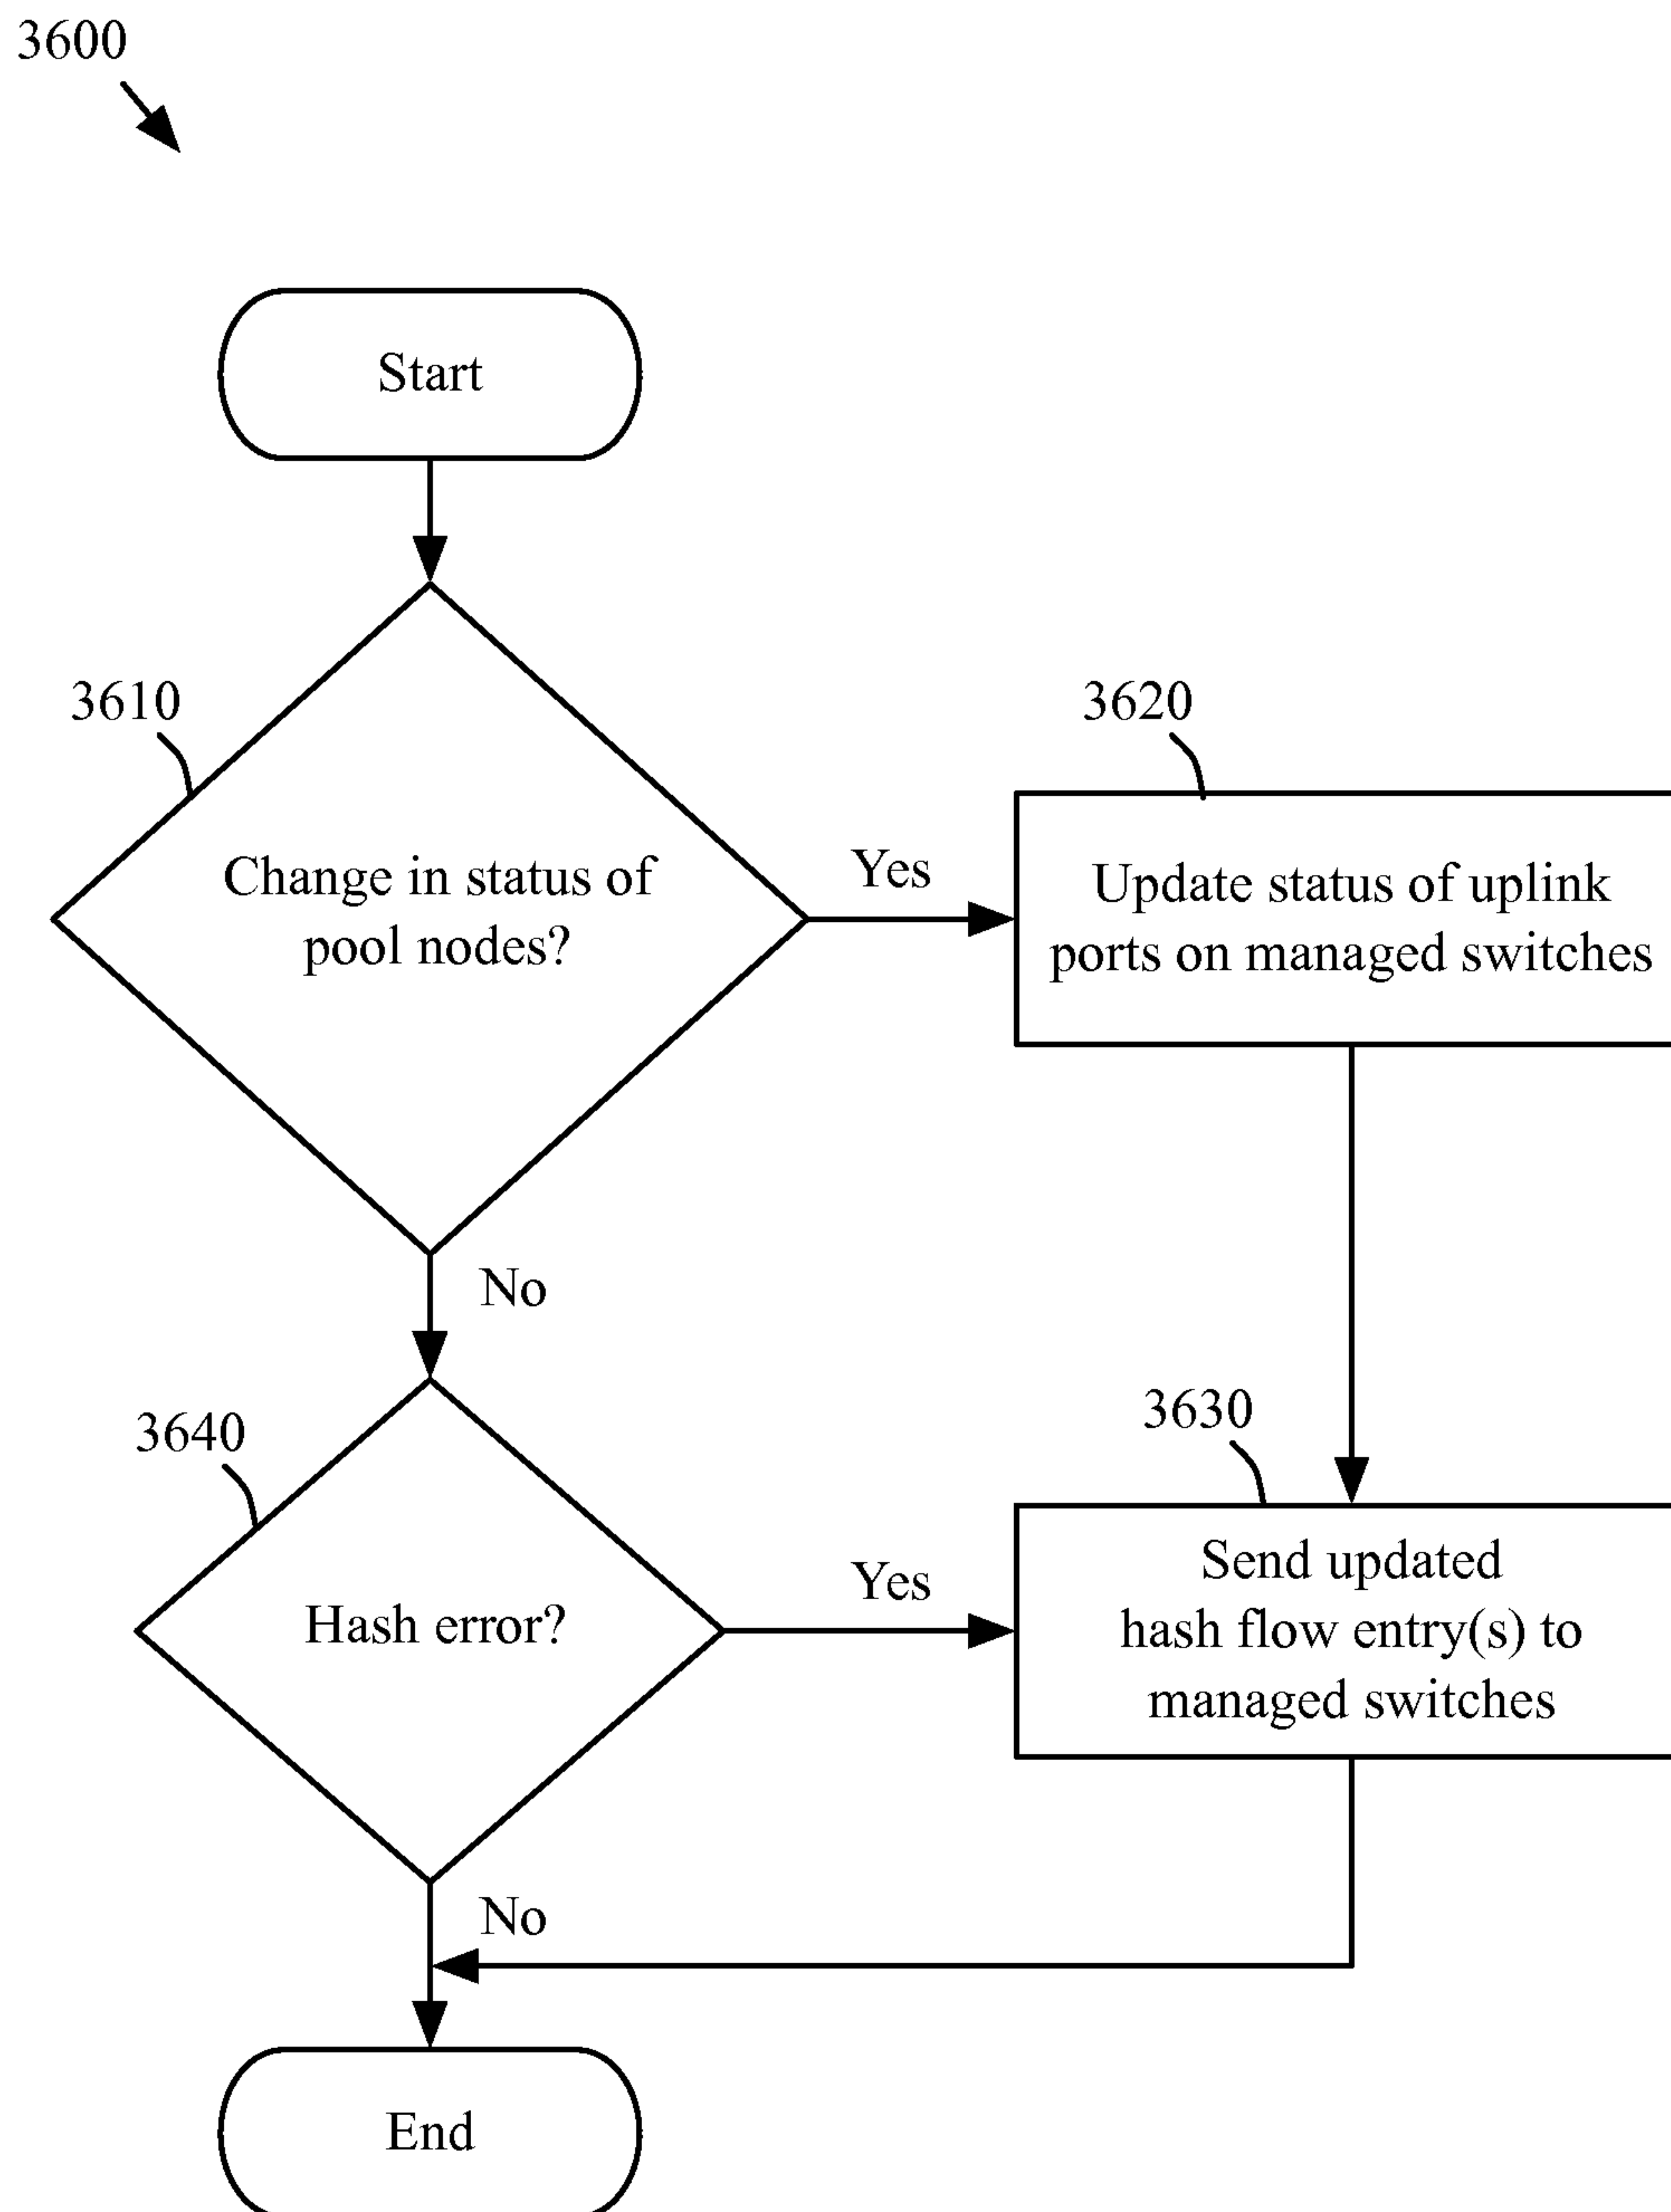 3600
Start
3610
Change in status of
pool nodes?
Yes
3620
Update status of uplink
ports on managed switches
No
3640
Hash error?
Yes
3630
Send updated
hash flow entry(s) to
managed switches
No
End